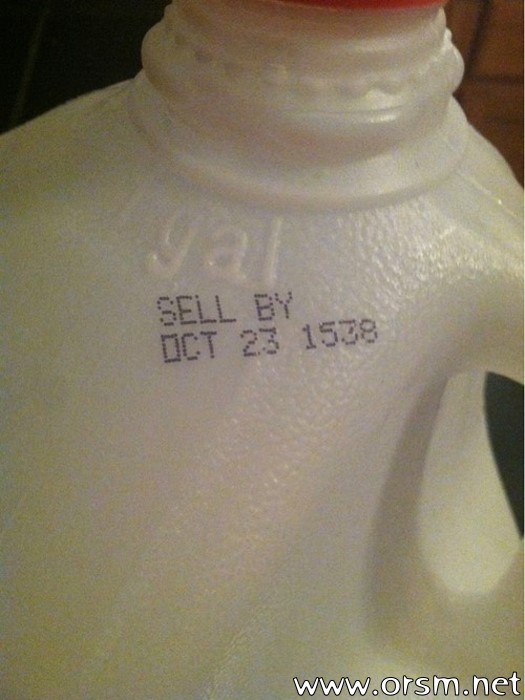 gal
SELL BY
OCT 23 1538
www.orsm.net